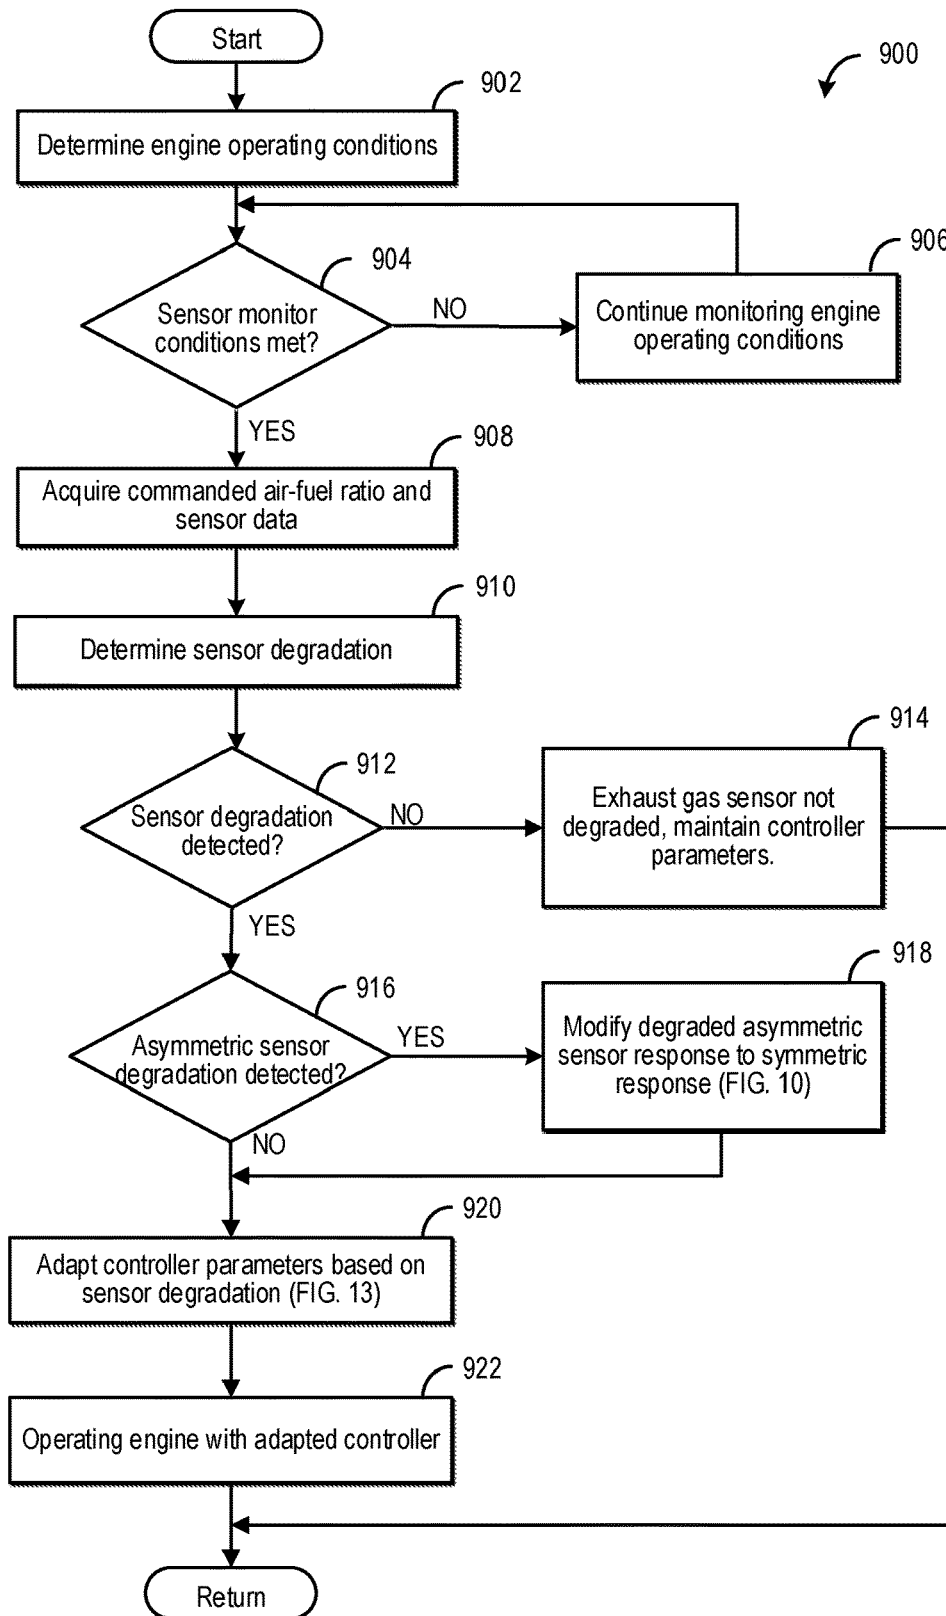 Start
900
902
Determine engine operating conditions
904
906
Sensor monitor
conditions met?
NO
Continue monitoring engine
operating conditions
YES
908
Acquire commanded air-fuel ratio and
sensor data
910
Determine sensor degradation
914
912
Sensor degradation
detected?
NO
Exhaust gas sensor not
degraded, maintain controller
parameters.
YES
918
916
Asymmetric sensor
degradation detected?
YES
Modify degraded asymmetric
sensor response to symmetric
response (FIG. 10)
NO
920
Adapt controller parameters based on
sensor degradation (FIG. 13)
922
Operating engine with adapted controller
Return